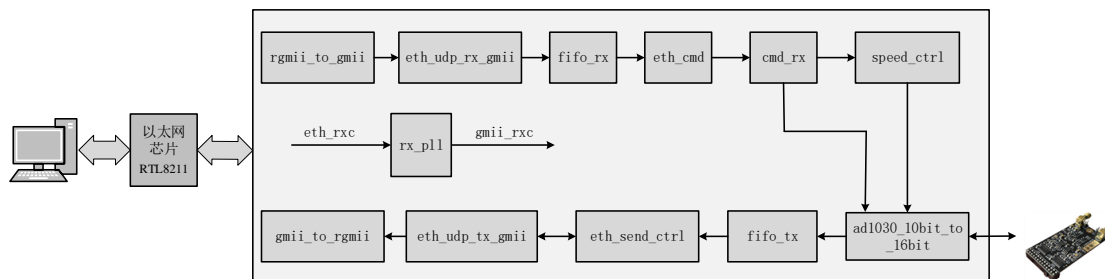 rgmii_to_gmii
eth_udp_rx_gmii
fifo_rx
eth_cmd
cmd_rx
speed_ctrl
以太网
芯片
RTL8211
eth_rxc
rx_pll
gmii_rxc
gmii_to_rgmii
eth_udp_tx_gmii
eth_send_ctrl
fifo_tx
ad1030_10bit_to
_16bit